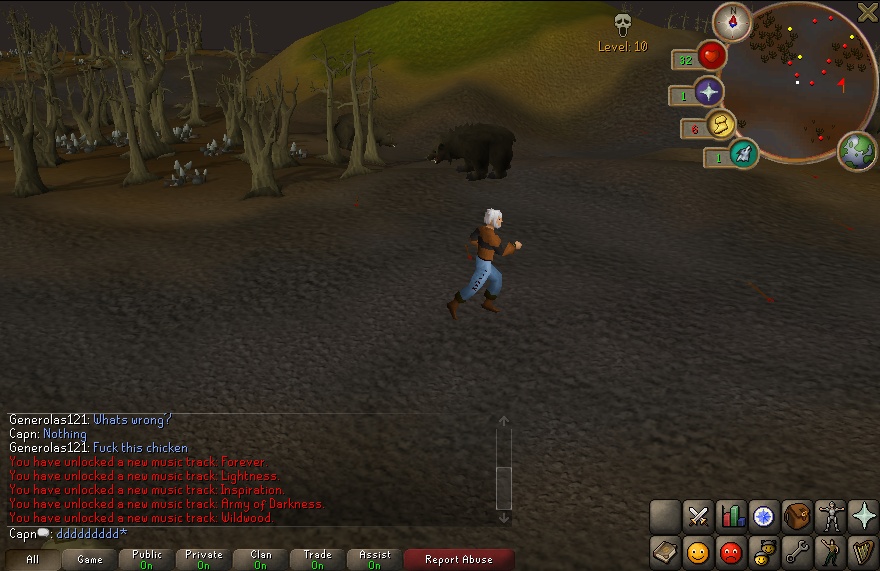 N
Level: 10
32
1
6
1
Generolas121: Whats wrong?
Capn: Nothing
Generolas121: Fuck this chicken
You have unlocked a new music track: Forever
You have unlocked a new music track: Lightness.
You have unlocked a new music track: Inspiration.
You have unlocked a new music track: Army of Darkness.
You have unlocked a new music track: Wildwood.
Capn: ddddddddd*
All Game Public On Private On Clan On Trade On Assist On Report Abuse